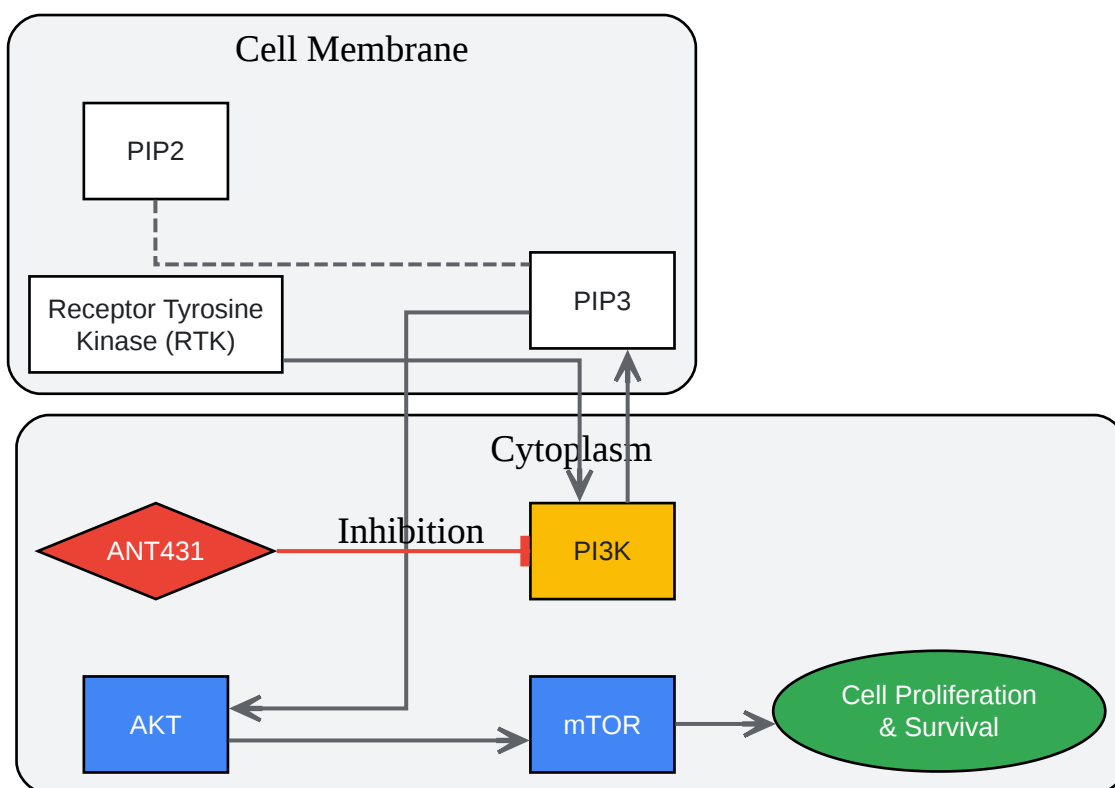 Cell Membrane
PIP2
Receptor Tyrosine
Kinase (RTK)
PIP3
Cytoplasm
ANT431
Inhibition
PI3K
AKT
mTOR
Cell Proliferation
& Survival